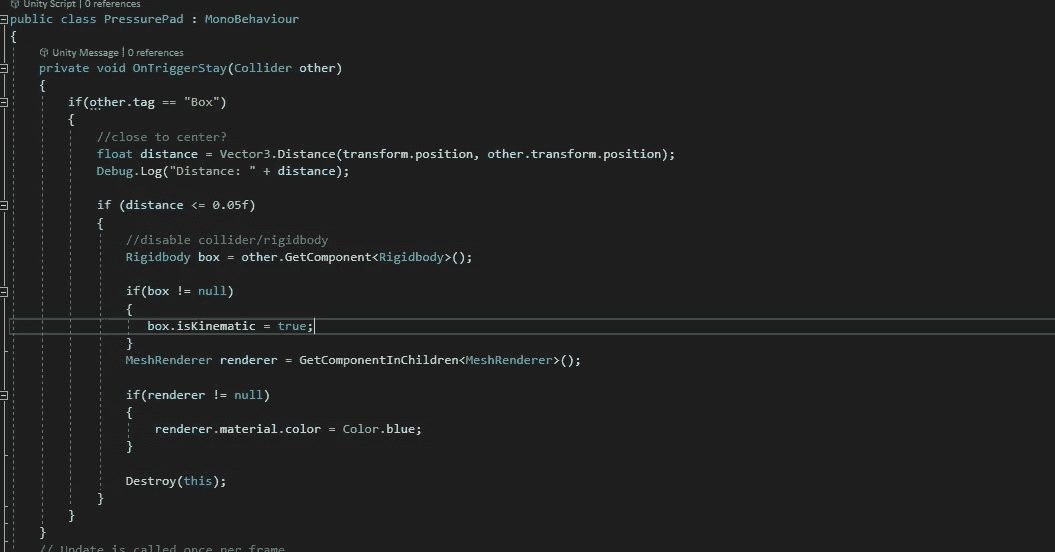 Unity Script | 0 references
public class PressurePad : MonoBehaviour
{
Unity Message | 0 references
private void OnTriggerStay(Collider other)
{
if(other.tag == "Box")
{
//close to center?
float distance = Vector3.Distance(transform.position, other.transform.position);
Debug.Log("Distance: " + distance);
if (distance <= 0.05f)
{
//disable collider/rigidbody
Rigidbody box = other.GetComponent<Rigidbody>();
if(box != null)
{
box.isKinematic = true;
}
MeshRenderer renderer = GetComponentInChildren<MeshRenderer>();
if(renderer != null)
{
renderer.material.color = Color.blue;
}
Destroy(this);
}
}
}
// Update is called once per frame